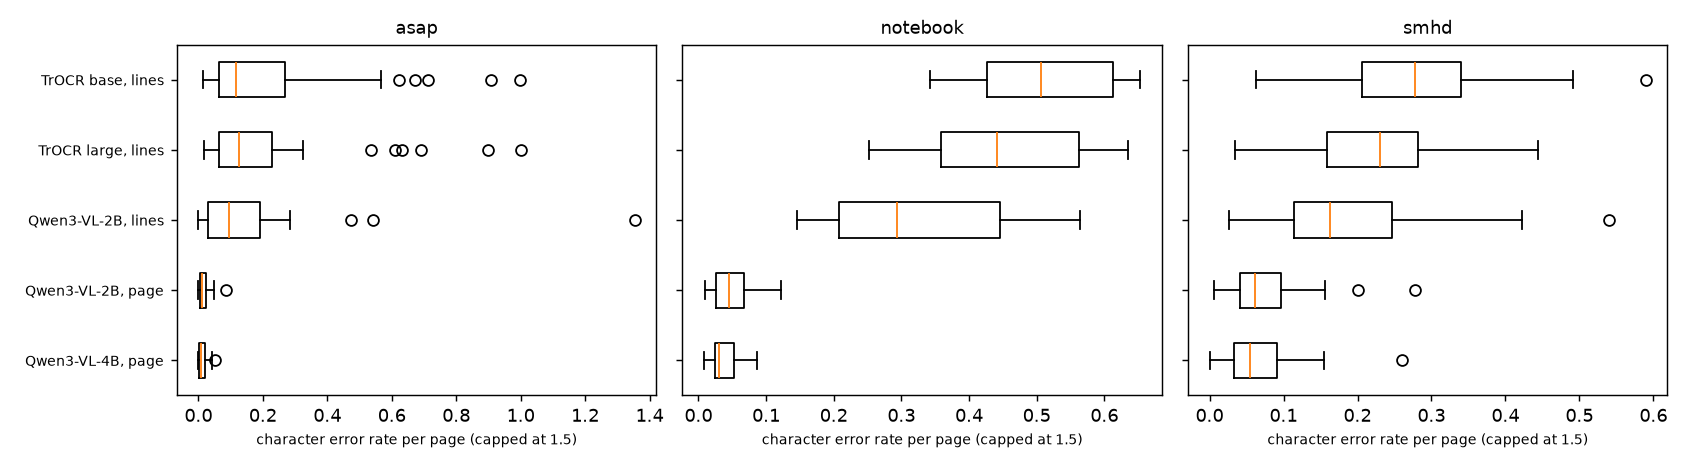 asap
notebook
smhd
TrOCR base, lines
TrOCR large, lines
Qwen3-VL-2B, lines
Qwen3-VL-2B, page
Qwen3-VL-4B, page
0.0 0.2 0.4 0.6 0.8 1.0 1.2 1.4
0.0 0.1 0.2 0.3 0.4 0.5 0.6
0.0 0.1 0.2 0.3 0.4 0.5 0.6
character error rate per page (capped at 1.5)
character error rate per page (capped at 1.5)
character error rate per page (capped at 1.5)